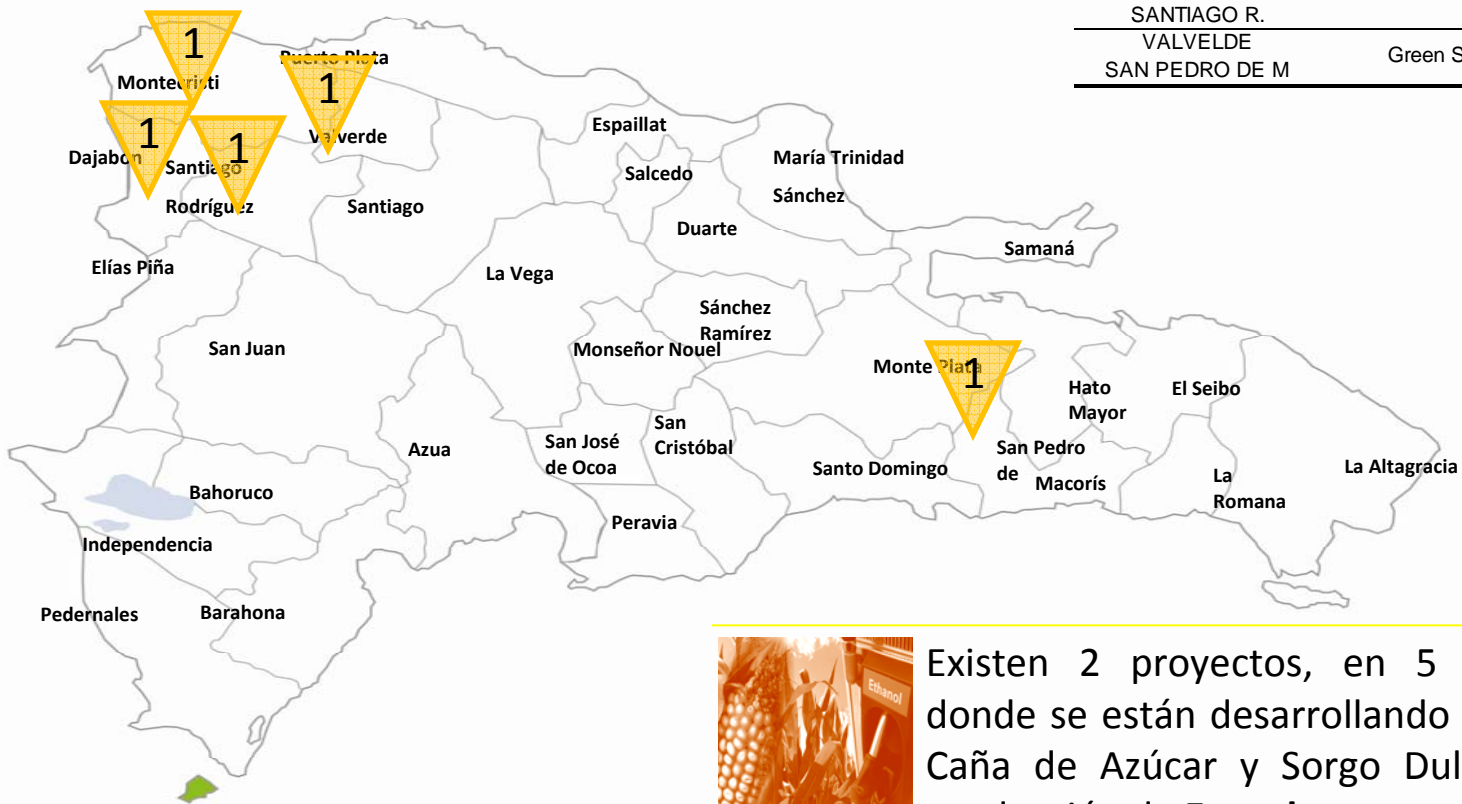 SANTIAGO R.
VALVELDE
Green S
SAN PEDRO DE M
1
Puerto Plata
Montecristi
1
1
1
Valverde
Espaillat
Dajabón
Santiago
Rodríguez
Salcedo
María Trinidad
Sánchez
Santiago
Duarte
Samaná
Elías Piña
La Vega
Sánchez
Ramírez
San Juan
Monseñor Nouel
Monte Plata
1
Hato
Mayor
El Seibo
Azua
San José
de Ocoa
San
Cristóbal
Santo Domingo
San Pedro
de Macorís
La
Romana
La Altagracia
Bahoruco
Peravia
Independencia
Pedernales
Barahona
Ethanol
Existen 2 proyectos, en 5
donde se están desarrollando
Caña de Azúcar y Sorgo Dul